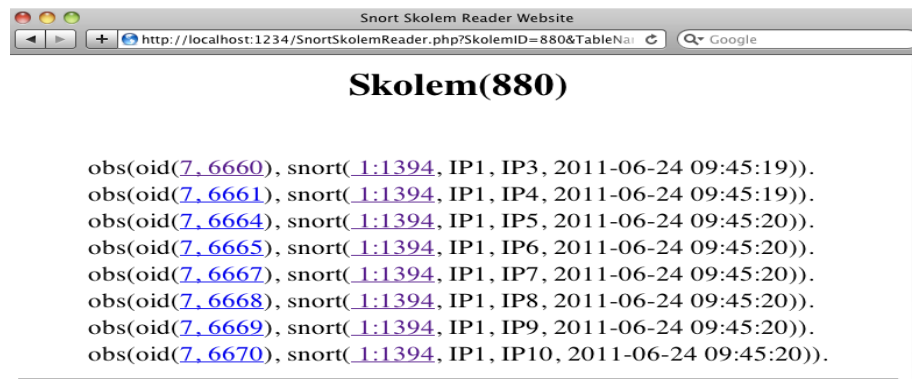 Snort Skolem Reader Website
http://localhost:1234/SnortSkolemReader.php?SkolemID=880&TableNa
Google
Skolem(880)
obs(oid(7, 6660), snort( 1:1394, IP1, IP3, 2011-06-24 09:45:19)).
obs(oid(7, 6661), snort( 1:1394, IP1, IP4, 2011-06-24 09:45:19)).
obs(oid(7, 6664), snort( 1:1394, IP1, IP5, 2011-06-24 09:45:20)).
obs(oid(7, 6665), snort( 1:1394, IP1, IP6, 2011-06-24 09:45:20)).
obs(oid(7, 6667), snort( 1:1394, IP1, IP7, 2011-06-24 09:45:20)).
obs(oid(7, 6668), snort( 1:1394, IP1, IP8, 2011-06-24 09:45:20)).
obs(oid(7, 6669), snort( 1:1394, IP1, IP9, 2011-06-24 09:45:20)).
obs(oid(7, 6670), snort( 1:1394, IP1, IP10, 2011-06-24 09:45:20)).